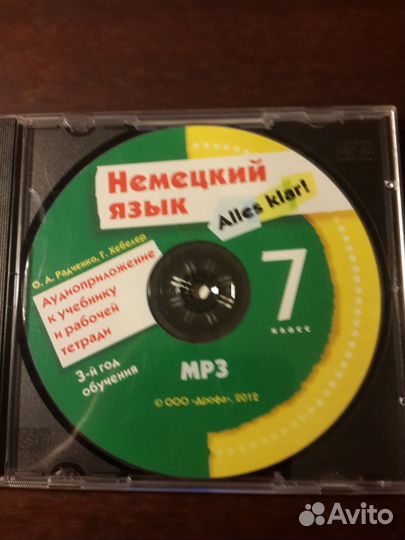 Немецкий
язык
Alles klar!
О. А. Радченко, Г. Хебелер
Аудиоприложение
к учебнику
и рабочей
тетради
3-й год
обучения
7
класс
MP3
© ООО «Дрофа», 2012
Avito